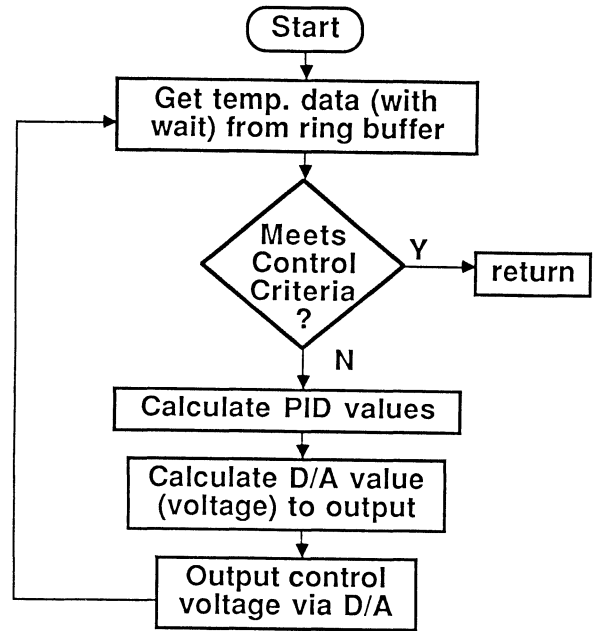 Start
Get temp. data (with
wait) from ring buffer
Meets
Control
Criteria
?
Y
return
N
Calculate PID values
Calculate D/A value
(voltage) to output
Output control
voltage via D/A